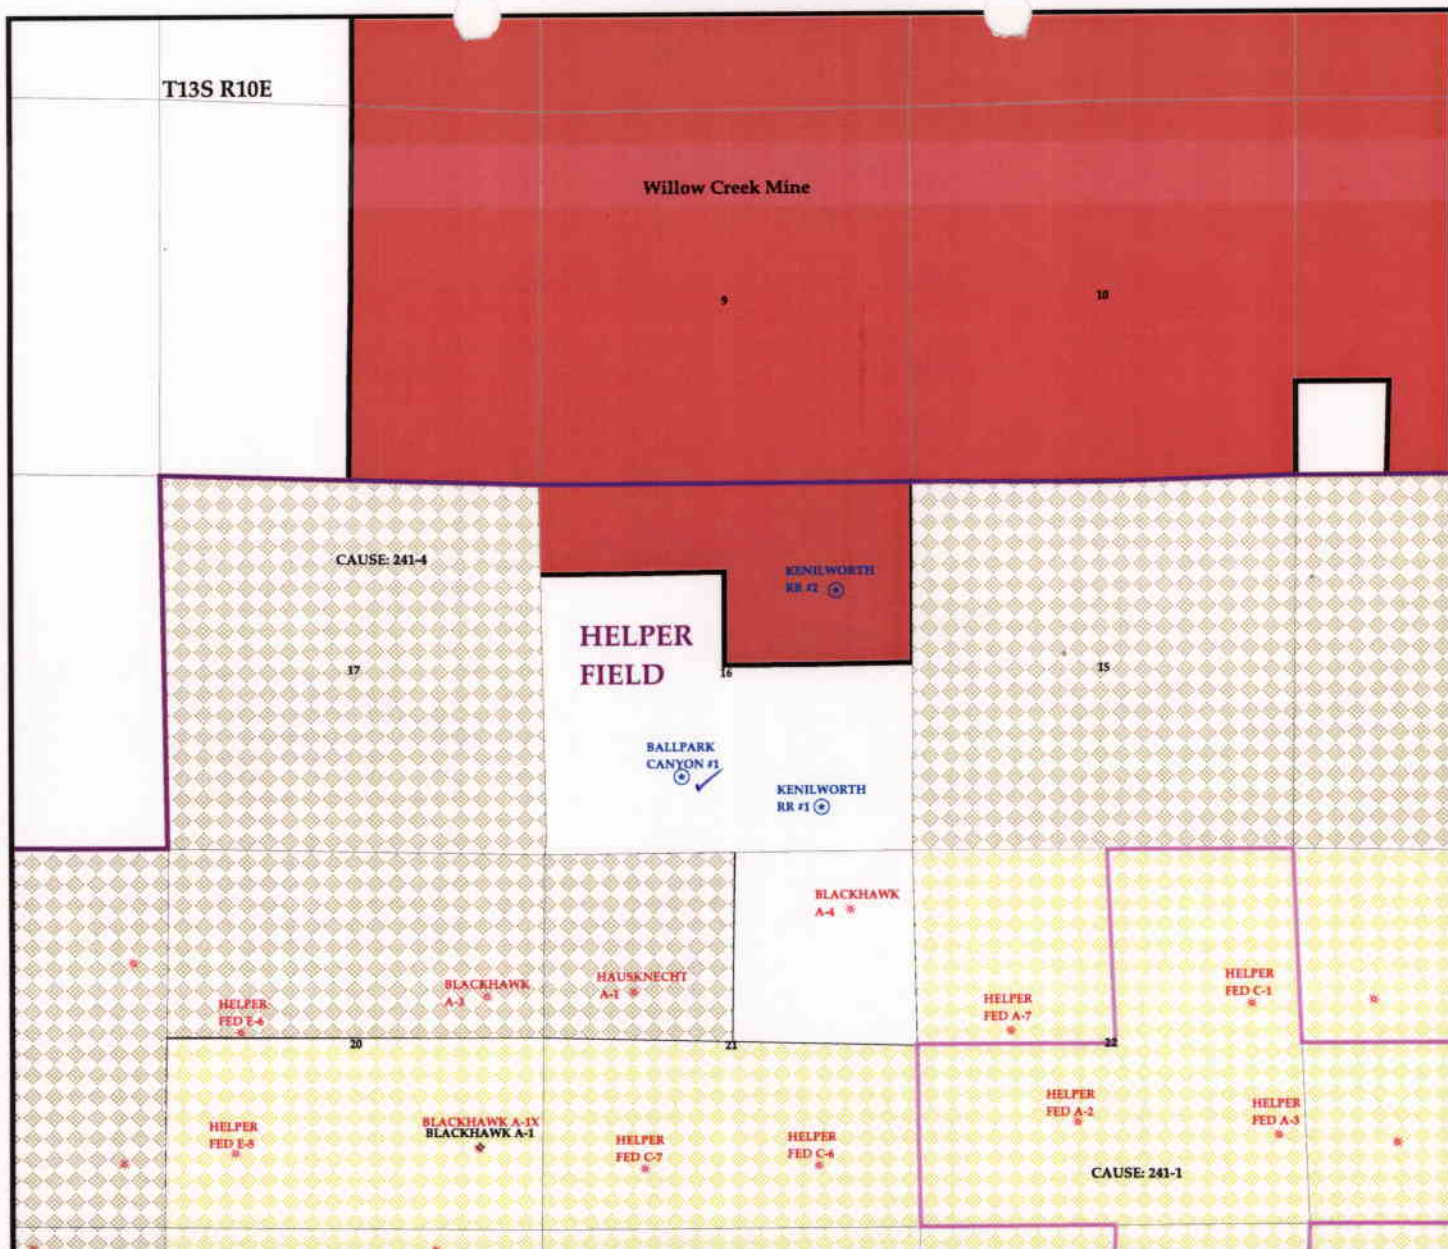 T13S R10E
Willow Creek Mine
9
10
CAUSE: 241-4
KENILWORTH
RR #2
HELPER
FIELD
17
16
15
BALLPARK
CANYON #1
KENILWORTH
RR #1
BLACKHAWK
A-4
HELPER
FED E-6
BLACKHAWK
HAUSKNECHT
A-1
HELPER
FED A-7
HELPER
FED C-1
20
21
22
HELPER
FED A-2
HELPER
FED A-3
HELPER
BLACKHAWK A-1X
BLACKHAWK A-1
HELPER
FED C-7
HELPER
FED C-6
CAUSE: 241-1